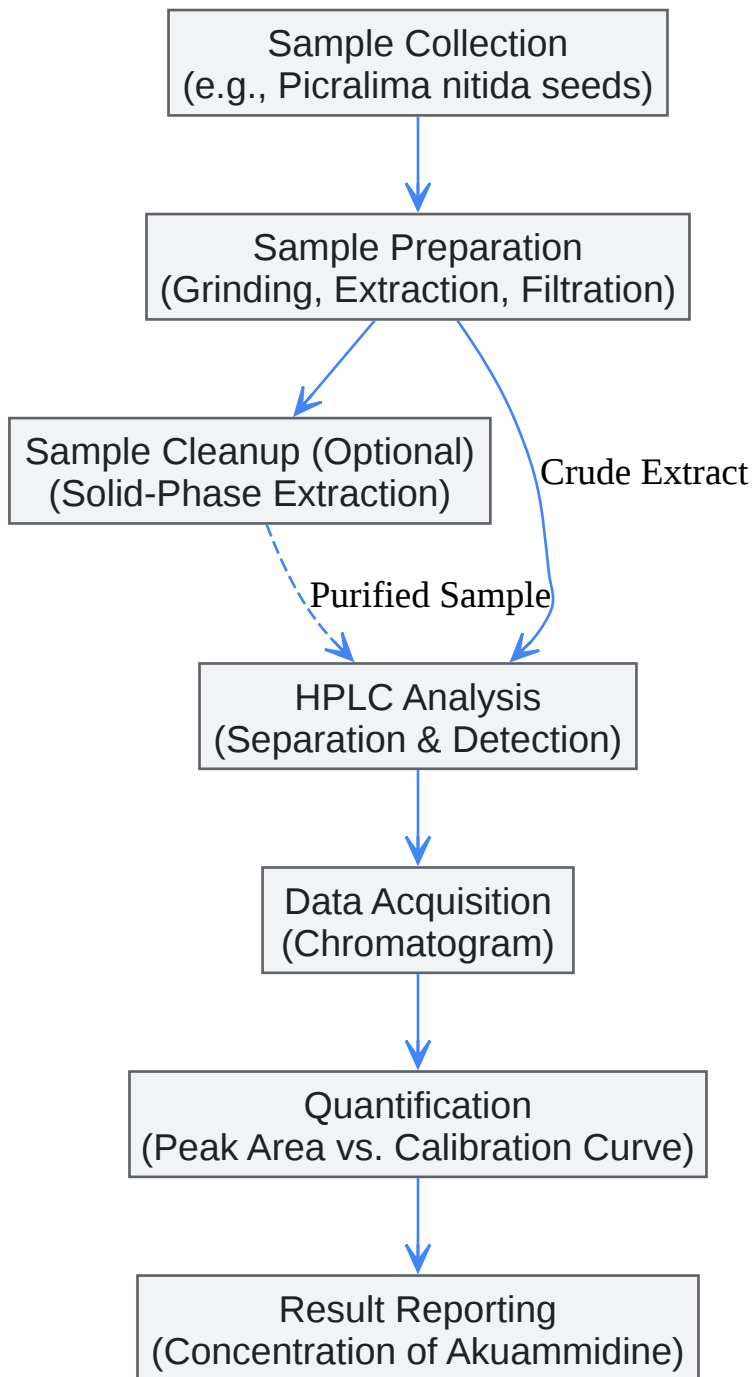 Sample Collection
(e.g., Picralima nitida seeds)
Sample Preparation
(Grinding, Extraction, Filtration)
Sample Cleanup (Optional)
(Solid-Phase Extraction)
Crude Extract
Purified Sample
HPLC Analysis
(Separation & Detection)
Data Acquisition
(Chromatogram)
Quantification
(Peak Area vs. Calibration Curve)
Result Reporting
(Concentration of Akuammidine)